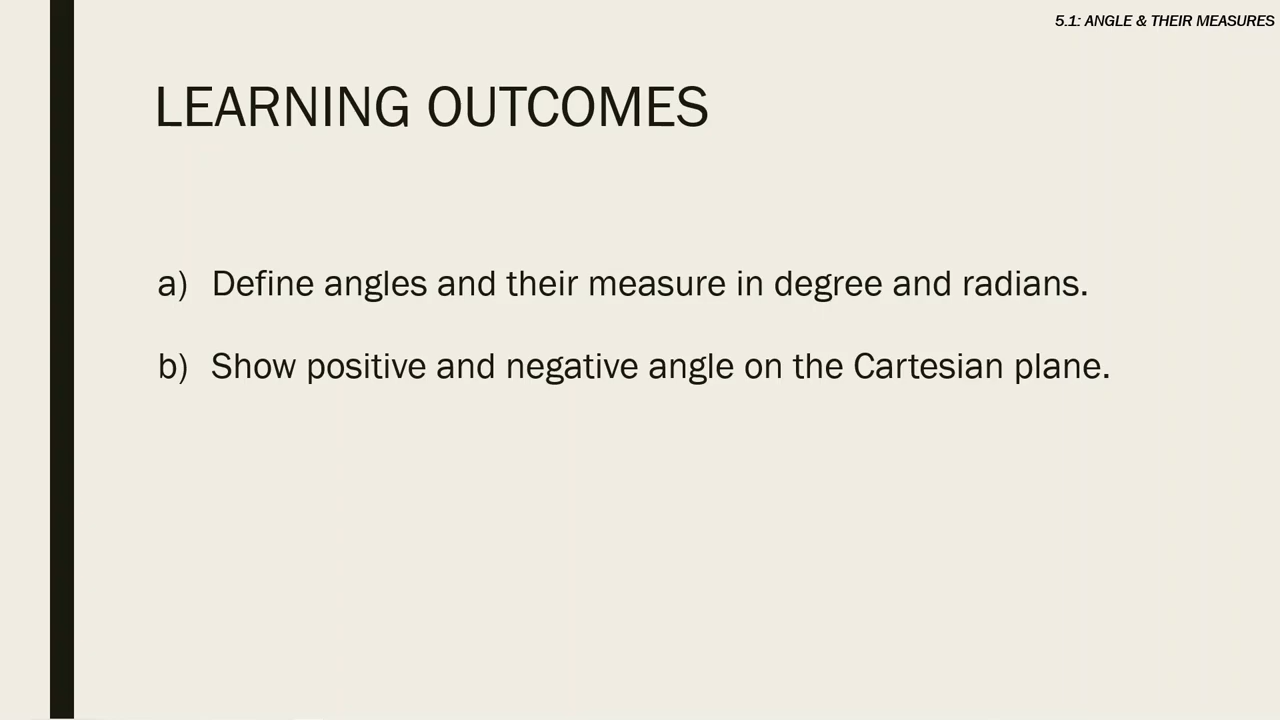 5.1: ANGLE & THEIR MEASURES
LEARNING OUTCOMES
a) Define angles and their measure in degree and radians.
b) Show positive and negative angle on the Cartesian plane.